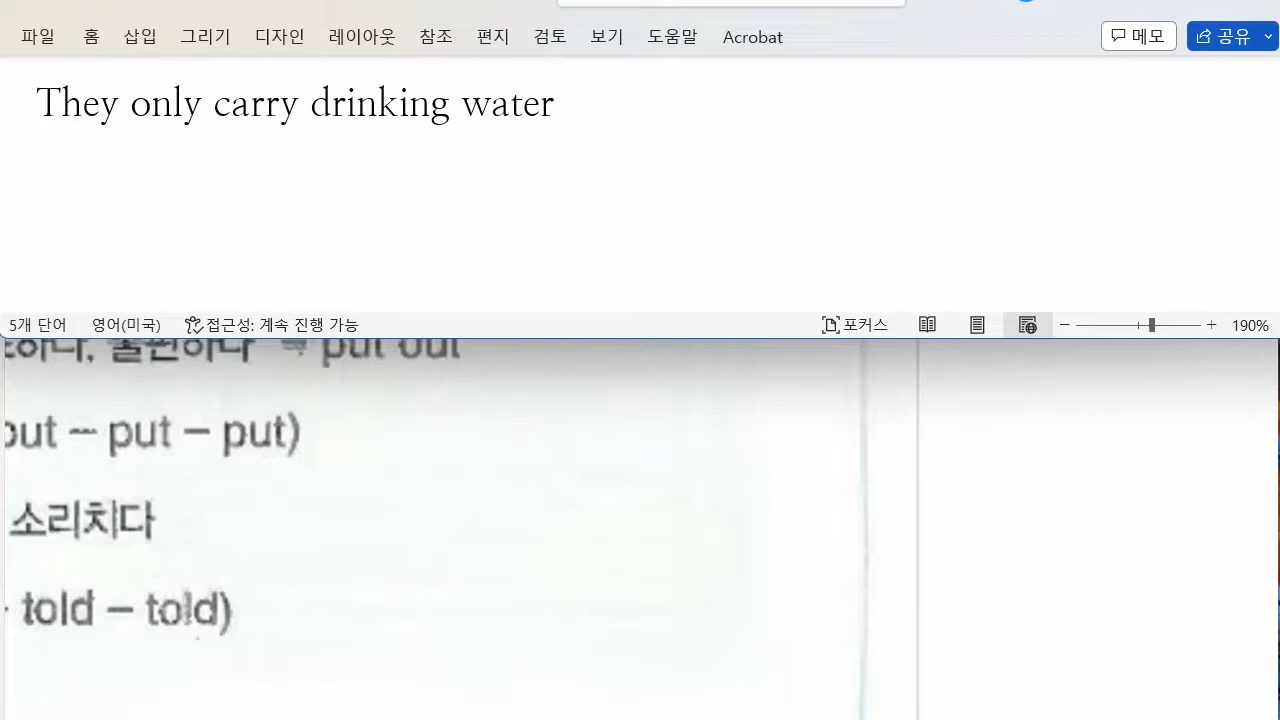 파일 홈 삽입 그리기 디자인 레이아웃 참조 편지 검토 보기 도움말 Acrobat 메모 공유
They only carry drinking water
5개 단어 영어(미국) 접근성: 계속 진행 가능 포커스 190%
put out
put – put)
소리치다
told – told)